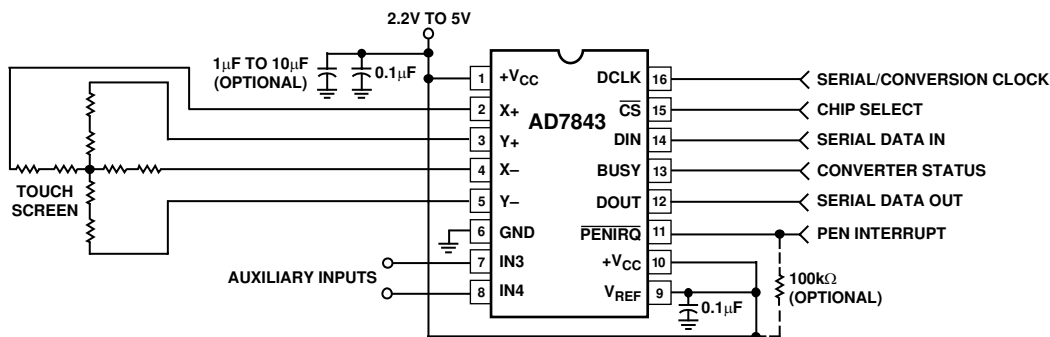 2.2V TO 5V
1μF TO 10μF
(OPTIONAL)
0.1μF
TOUCH
SCREEN
AUXILIARY INPUTS
AD7843
1 +VCC
2 X+
3 Y+
4 X–
5 Y–
6 GND
7 IN3
8 IN4
DCLK 16 SERIAL/CONVERSION CLOCK
C̅S̅ 15 CHIP SELECT
DIN 14 SERIAL DATA IN
BUSY 13 CONVERTER STATUS
DOUT 12 SERIAL DATA OUT
P̅E̅N̅I̅R̅Q̅ 11 PEN INTERRUPT
+VCC 10
VREF 9
0.1μF
100kΩ
(OPTIONAL)